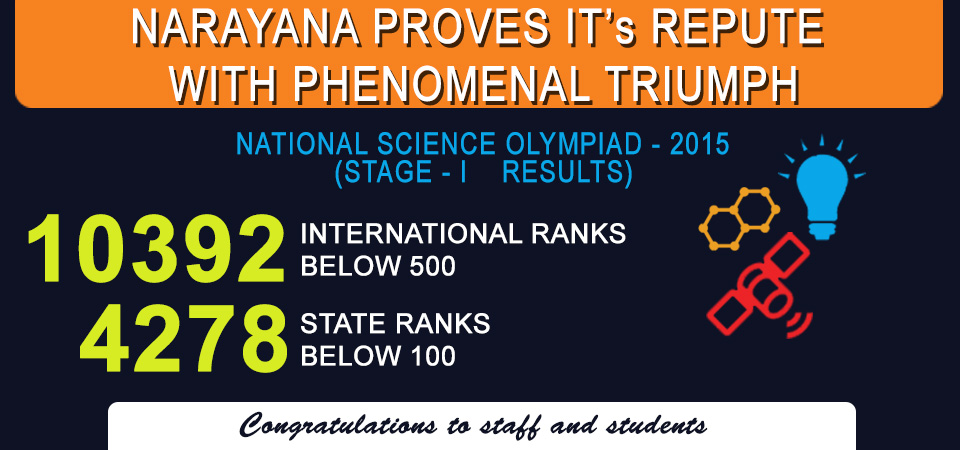 NARAYANA PROVES IT's REPUTE
WITH PHENOMENAL TRIUMPH
NATIONAL SCIENCE OLYMPIAD - 2015
(STAGE - I RESULTS)
10392 INTERNATIONAL RANKS
BELOW 500
4278 STATE RANKS
BELOW 100
Congratulations to staff and students